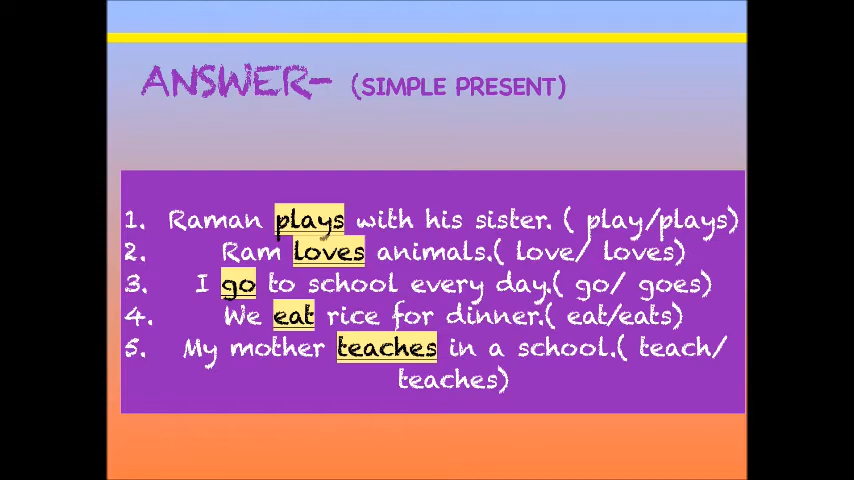 ANSWER- (SIMPLE PRESENT)
1. Raman plays with his sister. ( play/plays)
2. Ram loves animals.( love/ loves)
3. I go to school every day.( go/ goes)
4. We eat rice for dinner.( eat/eats)
5. My mother teaches in a school.( teach/
teaches)